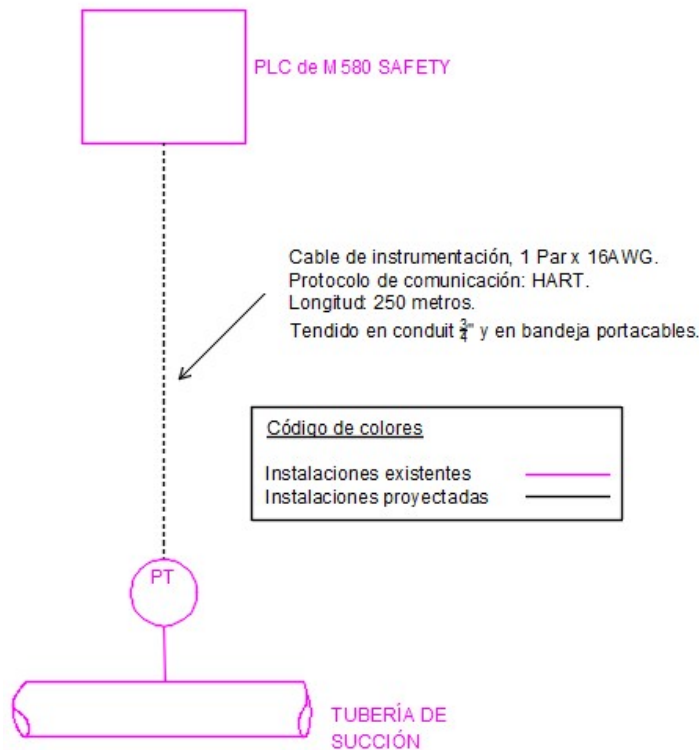 PLC de M580 SAFETY
Cable de instrumentación, 1 Par x 16AWG.
Protocolo de comunicación: HART.
Longitud: 250 metros.
Tendido en conduit ¾" y en bandeja portacables.
Código de colores
Instalaciones existentes
Instalaciones proyectadas
PT
TUBERÍA DE
SUCCIÓN